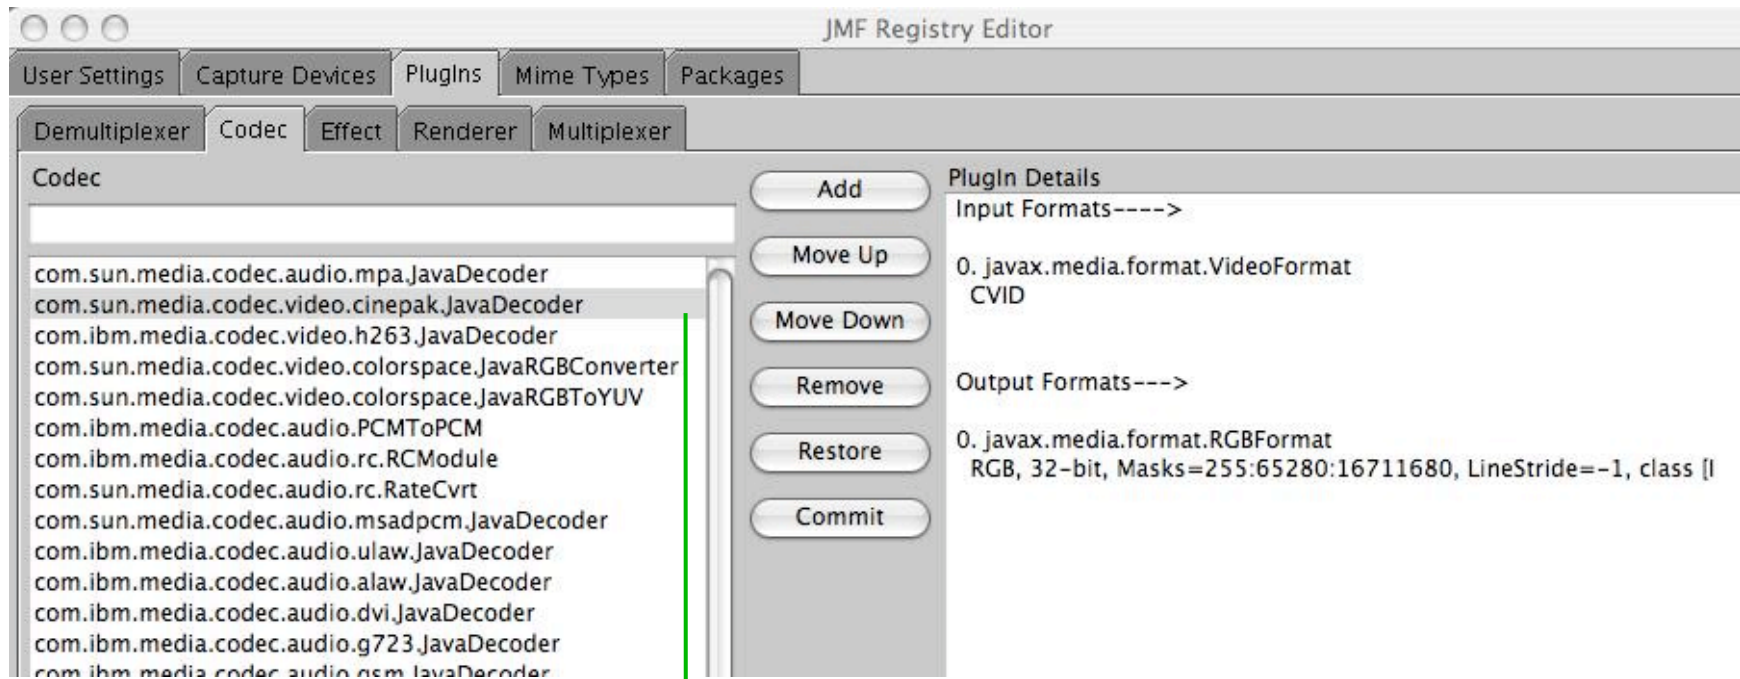 JMF Registry Editor
User Settings Capture Devices PlugIns Mime Types Packages
Demultiplexer Codec Effect Renderer Multiplexer
Codec
com.sun.media.codec.audio.mpa.JavaDecoder
com.sun.media.codec.video.cinepak.JavaDecoder
com.ibm.media.codec.video.h263.JavaDecoder
com.sun.media.codec.video.colorspace.JavaRGBConverter
com.sun.media.codec.video.colorspace.JavaRGBToYUV
com.ibm.media.codec.audio.PCMToPCM
com.ibm.media.codec.audio.rc.RCModule
com.sun.media.codec.audio.rc.RateCvrt
com.sun.media.codec.audio.msadpcm.JavaDecoder
com.ibm.media.codec.audio.ulaw.JavaDecoder
com.ibm.media.codec.audio.alaw.JavaDecoder
com.ibm.media.codec.audio.dvi.JavaDecoder
com.ibm.media.codec.audio.g723.JavaDecoder
com.ibm.media.codec.audio.gsm.JavaDecoder
Add
Move Up
Move Down
Remove
Restore
Commit
PlugIn Details
Input Formats---->
0. javax.media.format.VideoFormat
CVID
Output Formats--->
0. javax.media.format.RGBFormat
RGB, 32-bit, Masks=255:65280:16711680, LineStride=-1, class [I